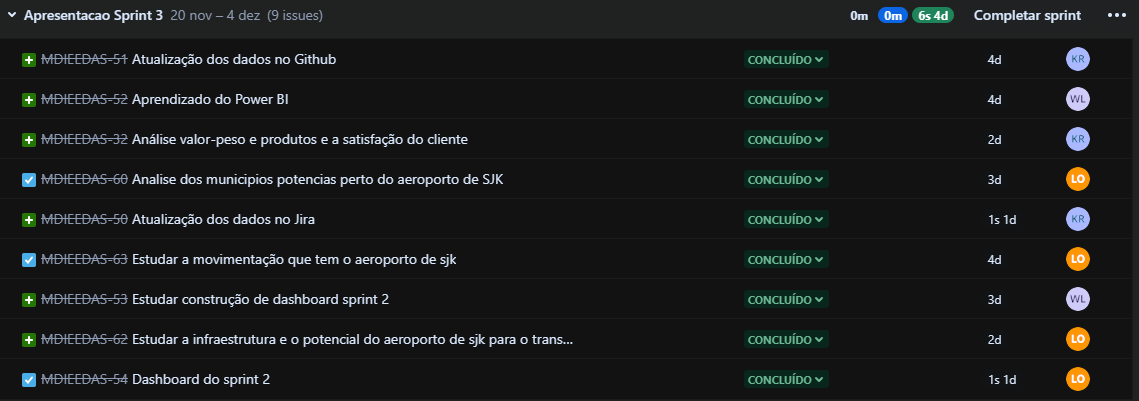 Apresentacao Sprint 3 20 nov – 4 dez (9 issues) 0m 0m 6s 4d Completar sprint
MDIEEDAS-51 Atualização dos dados no Github CONCLUÍDO 4d KR
MDIEEDAS-52 Aprendizado do Power BI CONCLUÍDO 4d WL
MDIEEDAS-32 Análise valor-peso e produtos e a satisfação do cliente CONCLUÍDO 2d KR
MDIEEDAS-60 Analise dos municipios potencias perto do aeroporto de SJK CONCLUÍDO 3d LO
MDIEEDAS-50 Atualização dos dados no Jira CONCLUÍDO 1s 1d KR
MDIEEDAS-63 Estudar a movimentação que tem o aeroporto de sjk CONCLUÍDO 4d LO
MDIEEDAS-53 Estudar construção de dashboard sprint 2 CONCLUÍDO 3d WL
MDIEEDAS-62 Estudar a infraestrutura e o potencial do aeroporto de sjk para o trans... CONCLUÍDO 2d LO
MDIEEDAS-54 Dashboard do sprint 2 CONCLUÍDO 1s 1d LO